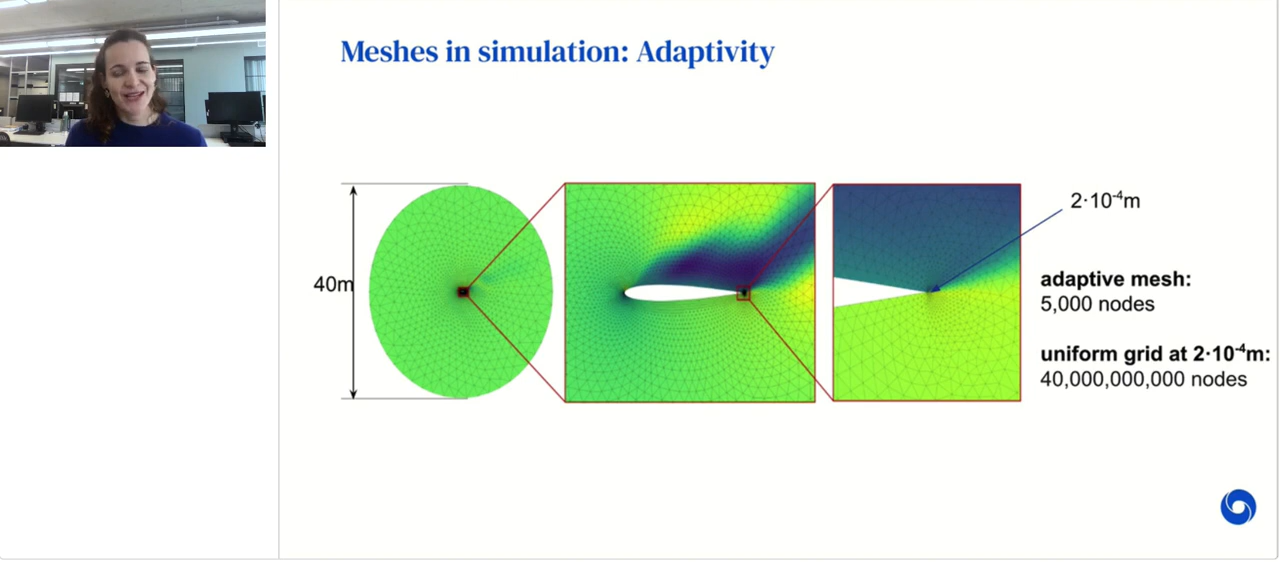 Meshes in simulation: Adaptivity
40m
2·10⁻⁴m
adaptive mesh:
5,000 nodes
uniform grid at 2·10⁻⁴m:
40,000,000,000 nodes